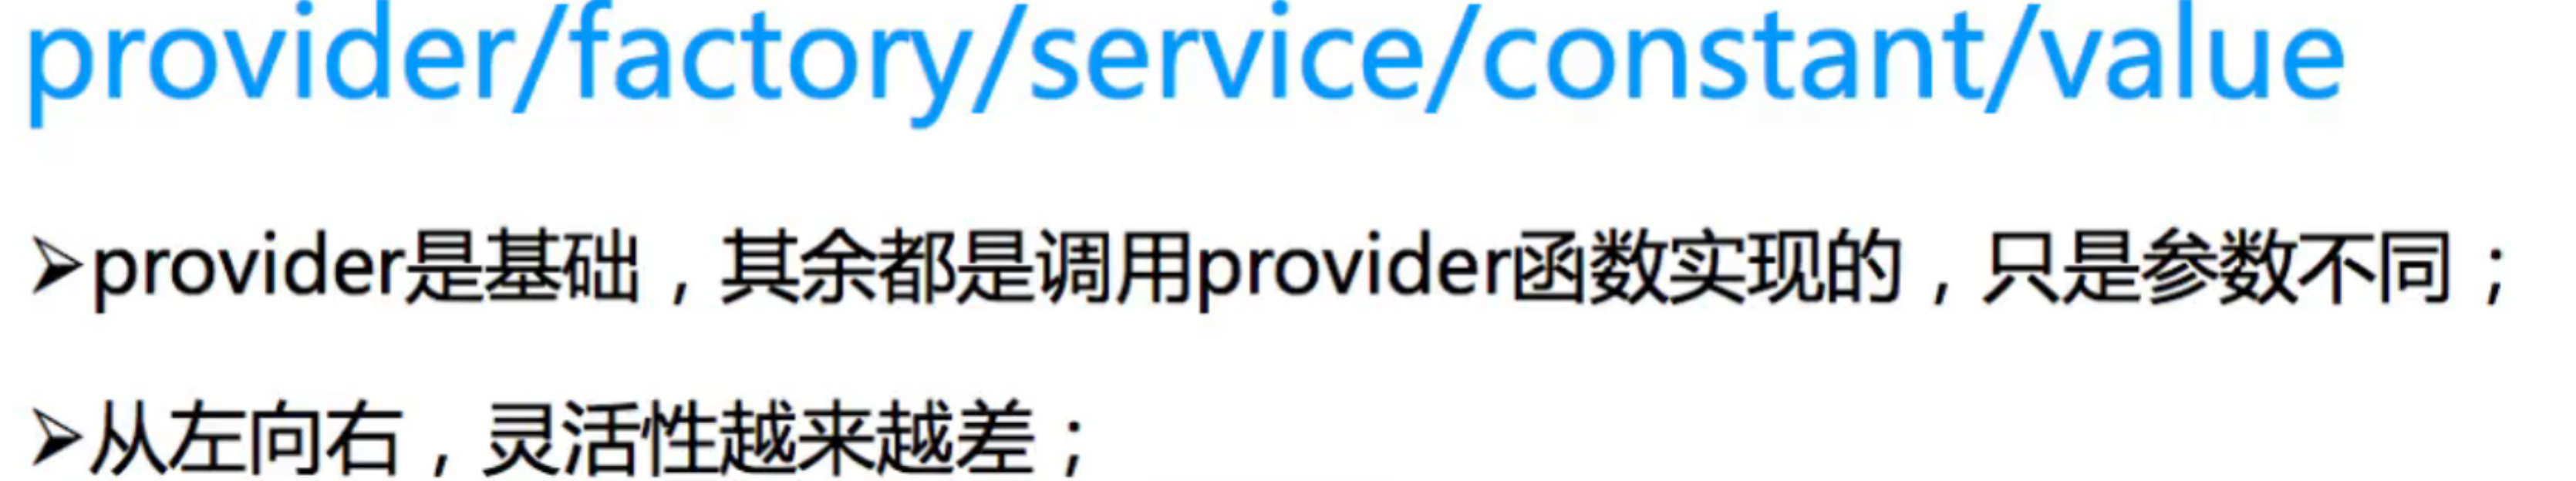 provider/factory/service/constant/value
➢provider是基础，其余都是调用provider函数实现的，只是参数不同；
➢从左向右，灵活性越来越差；